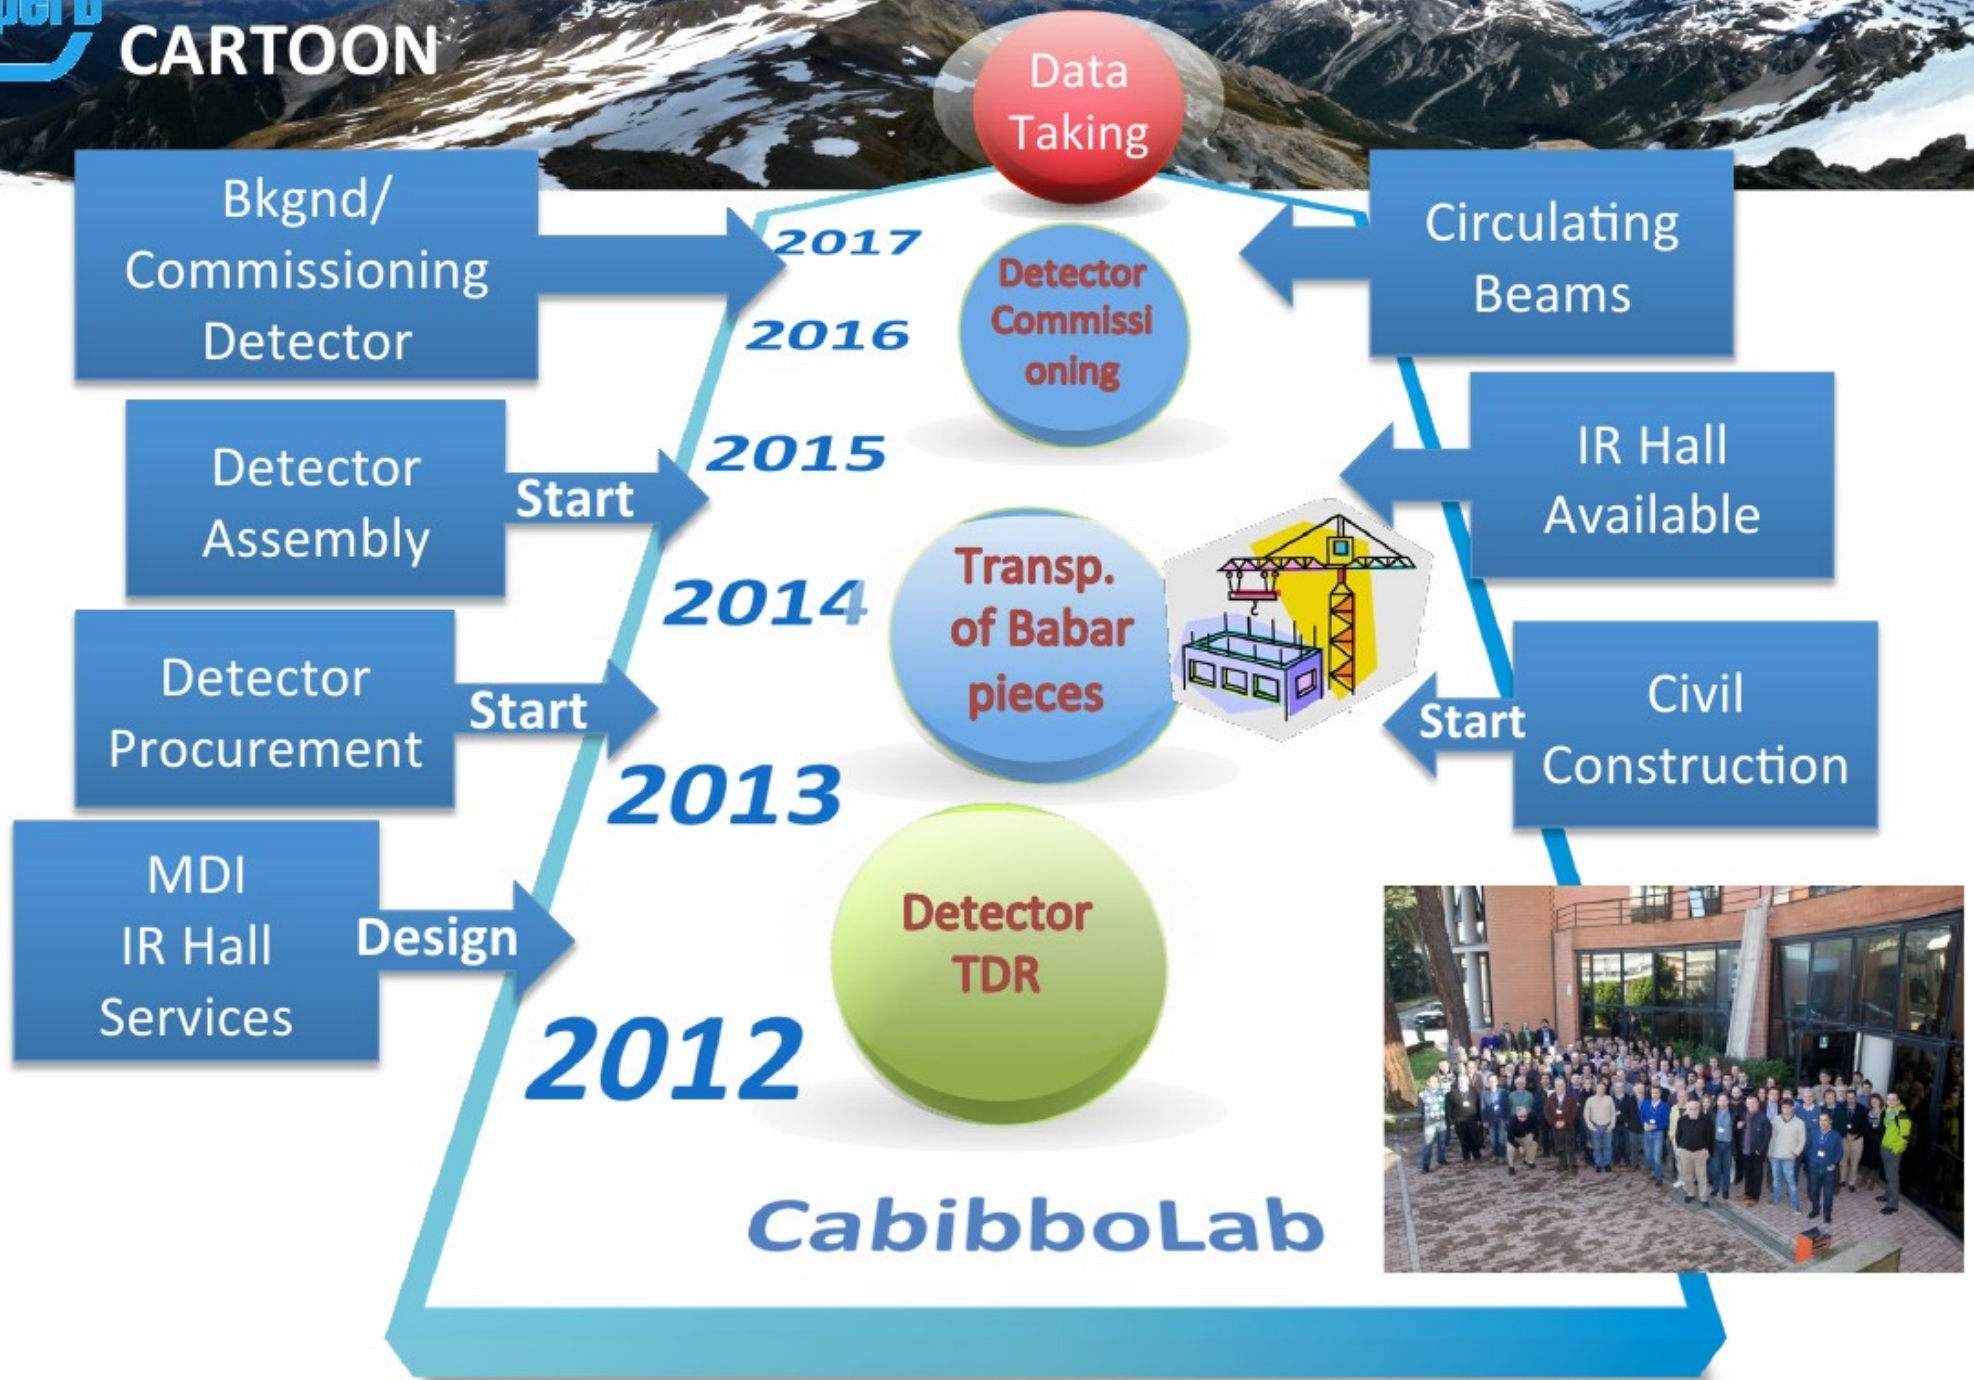 CARTOON
Data
Taking
Bkgnd/
Commissioning
Detector
2017
Detector
Commissi
oning
Circulating
Beams
2016
Detector
Assembly
Start
2015
IR Hall
Available
2014
Transp.
of Babar
pieces
Detector
Procurement
Start
Start
Civil
Construction
2013
MDI
IR Hall
Services
Design
Detector
TDR
2012
CabibboLab